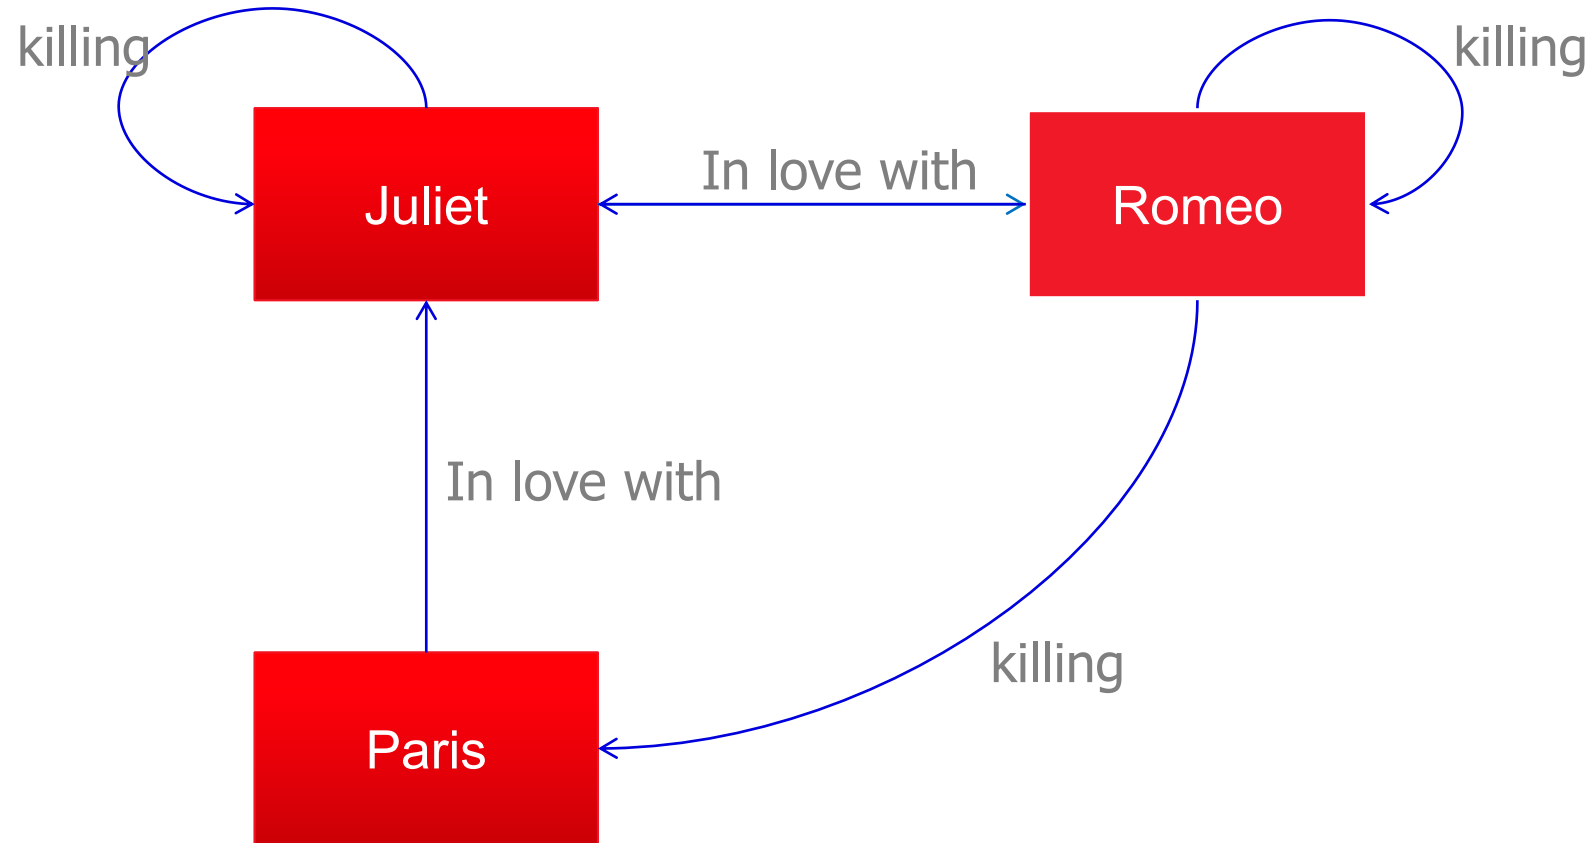 killing
killing
In love with
Juliet
Romeo
In love with
killing
Paris